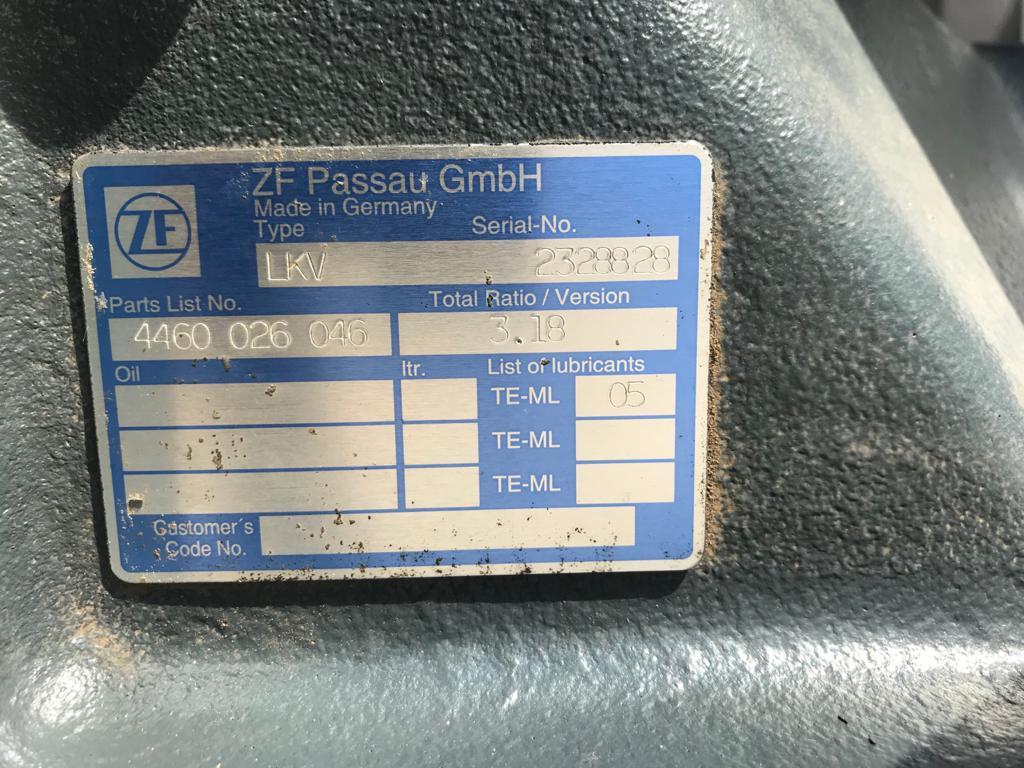 ZF Passau GmbH
ZF
Made in Germany
Type Serial-No.
LKV 2328828
Parts List No. Total Ratio / Version
4460 026 046 3.18
Oil ltr. List of lubricants
TE-ML 05
TE-ML
TE-ML
Customer's
Code No.